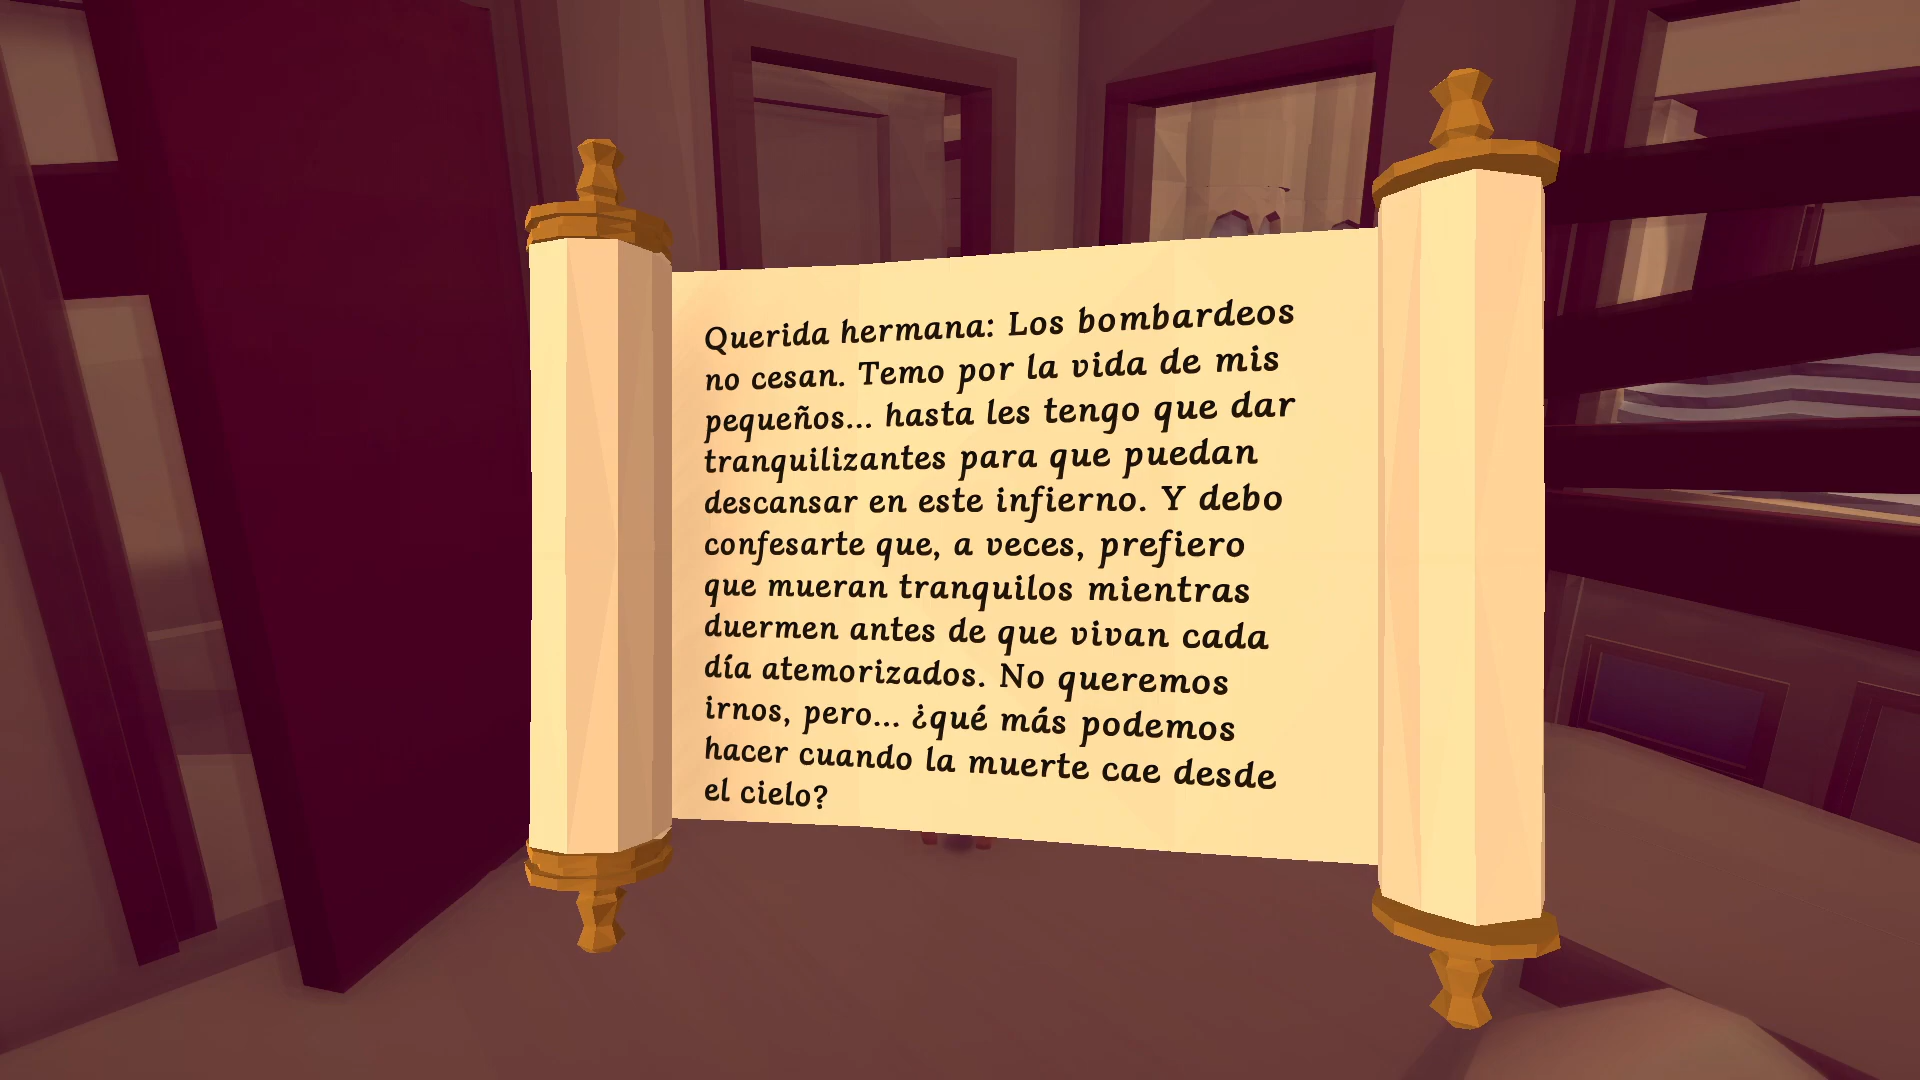 Querida hermana: Los bombardeos
no cesan. Temo por la vida de mis
pequeños... hasta les tengo que dar
tranquilizantes para que puedan
descansar en este infierno. Y debo
confesarte que, a veces, prefiero
que mueran tranquilos mientras
duermen antes de que vivan cada
día atemorizados. No queremos
irnos, pero... ¿qué más podemos
hacer cuando la muerte cae desde
el cielo?